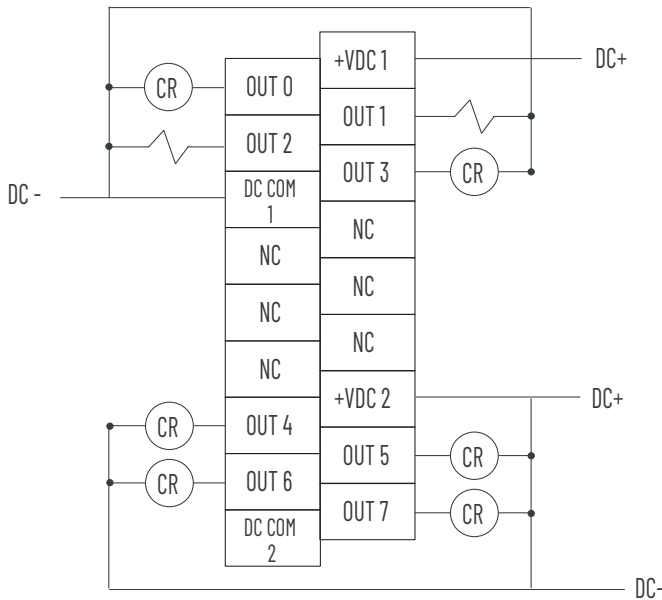 +VDC 1
DC+
CR
OUT 0
OUT 1
OUT 2
OUT 3
CR
DC -
DC COM
1
NC
NC
NC
NC
NC
NC
+VDC 2
DC+
CR
OUT 4
OUT 5
CR
CR
OUT 6
OUT 7
CR
DC COM
2
DC-